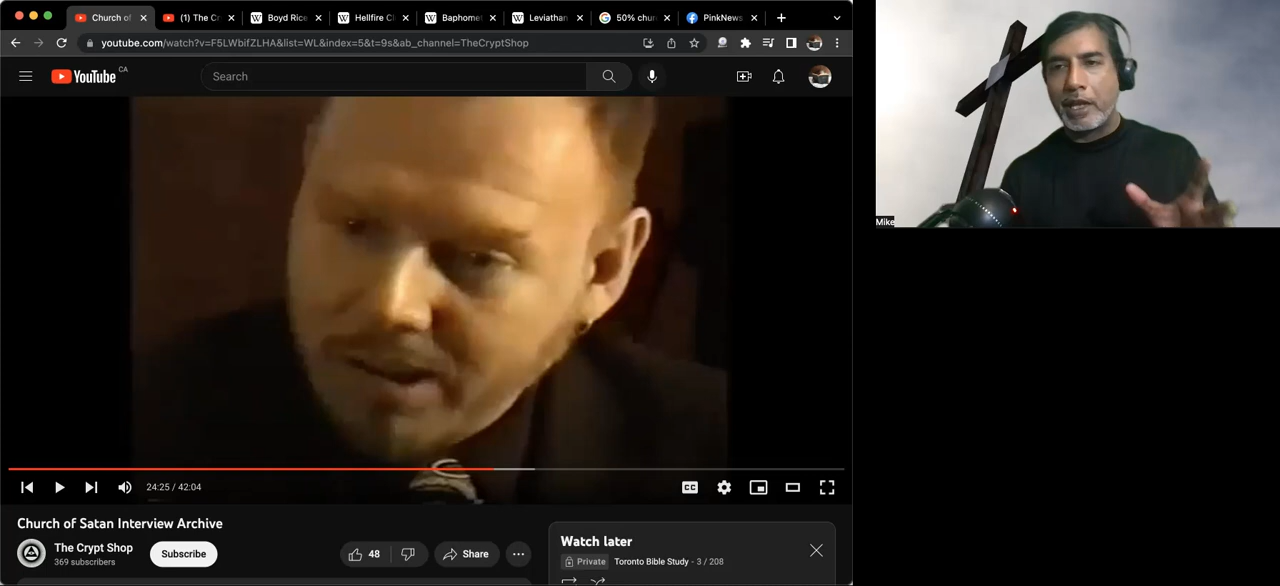 Church of
(1) The Cr
Boyd Rice
Hellfire Cl
Baphomet
Leviathan
50% chur
PinkNews
youtube.com/watch?v=F5LWbifZLHA&list=WL&index=5&t=9s&ab_channel=TheCryptShop
YouTube CA
Search
24:25 / 42:04
CC
Church of Satan Interview Archive
The Crypt Shop
369 subscribers
Subscribe
48
Share
Watch later
Private
Toronto Bible Study - 3 / 208
Mike